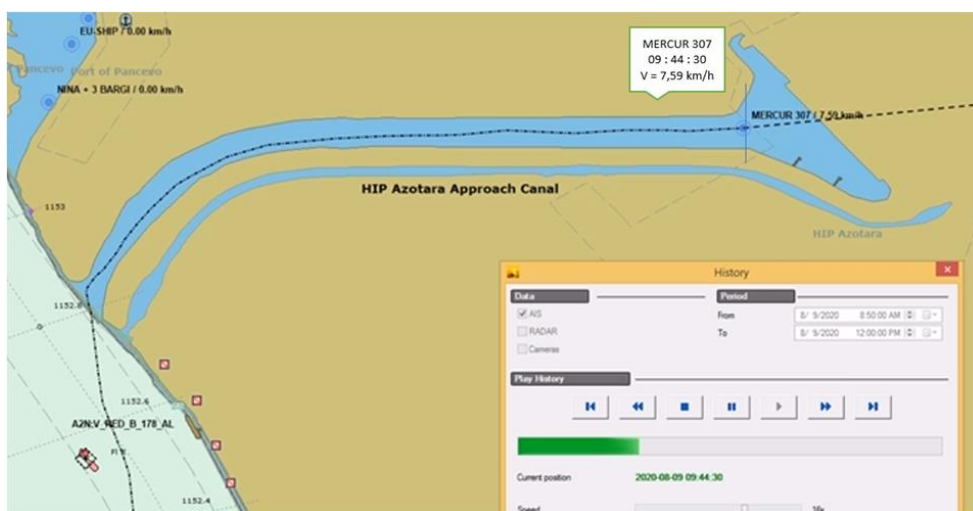 EU-SHIP / 0.00 km/h
Pancevo
Port of Pancevo
NINA + 3 BARGI / 0.00 km/h
MERCUR 307
09 : 44 : 30
V = 7,59 km/h
MERCUR 307 / 7.59 km/h
HIP Azotara Approach Canal
1153
HIP Azotara
1152.8
1152.6
A2N:V_RED_B_178_AL
1152.4
History
Data
Period
AIS
From
8/ 9/2020
8:50:00 AM
RADAR
To
8/ 9/2020
12:00:00 PM
Cameras
Play History
Current position
2020-08-09 09:44:30
Speed